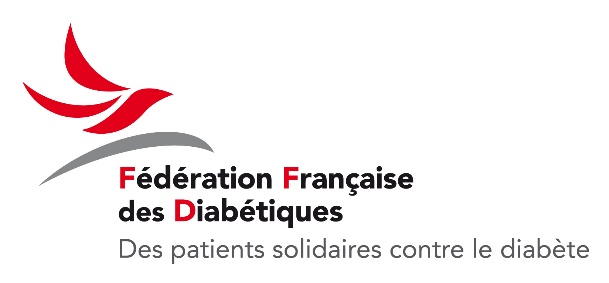 Fédération Française
des Diabétiques
Des patients solidaires contre le diabète